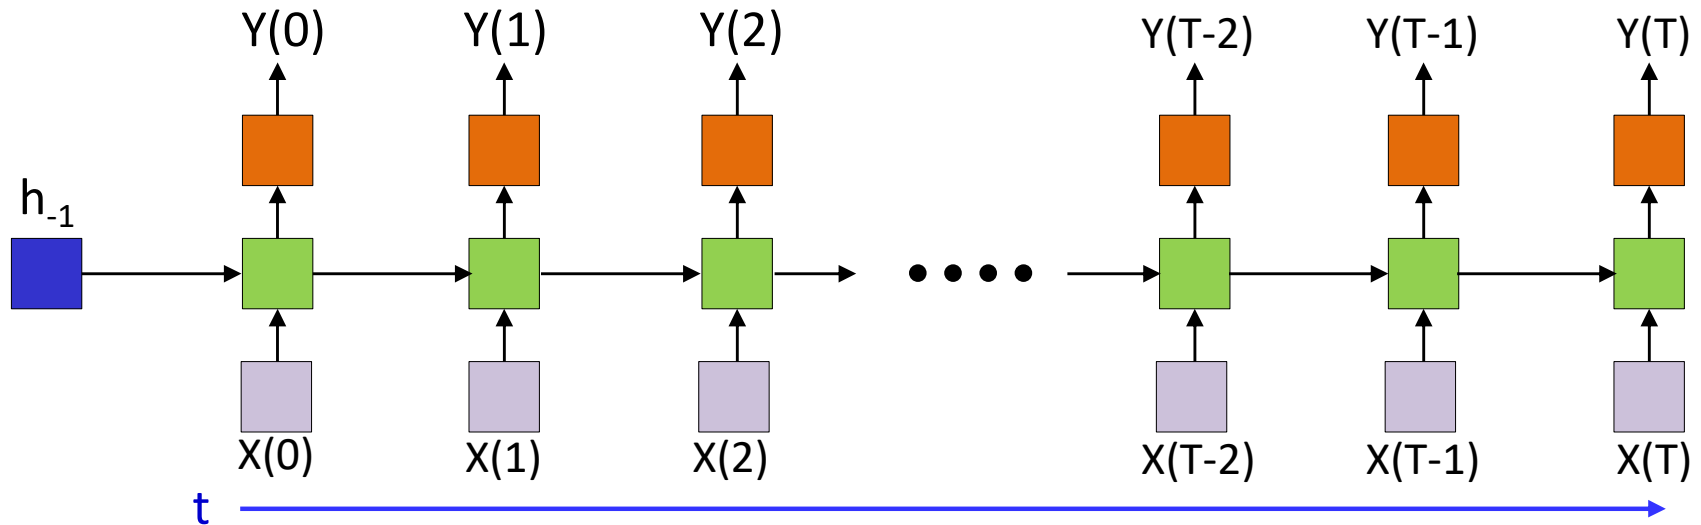 Y(0) Y(1) Y(2) Y(T-2) Y(T-1) Y(T)
h-1
X(0) X(1) X(2) X(T-2) X(T-1) X(T)
t